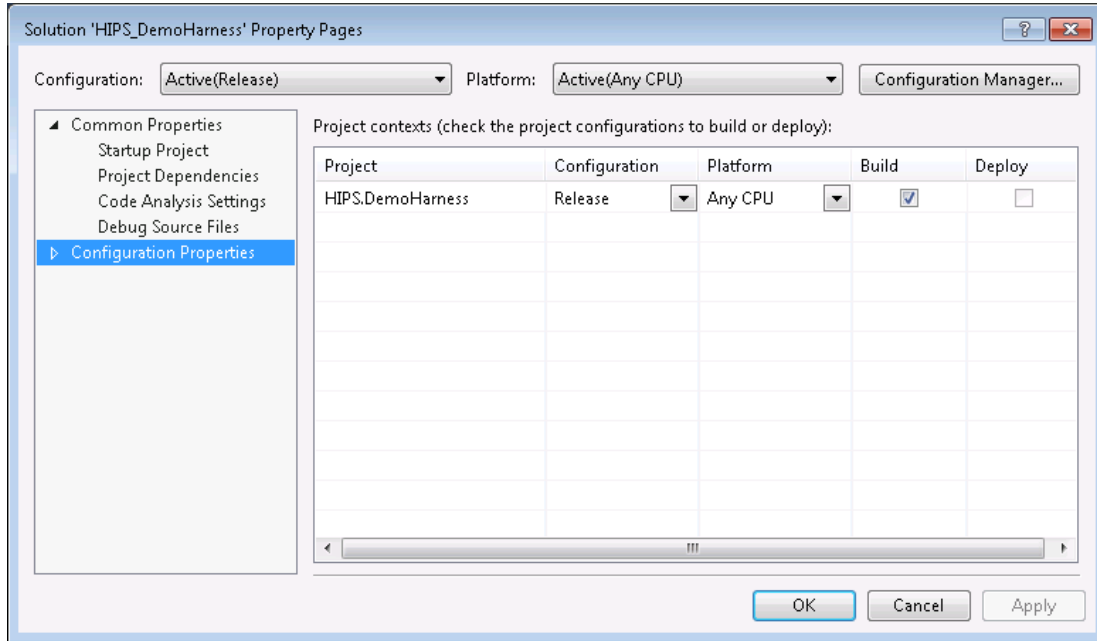 Solution 'HIPS_DemoHarness' Property Pages
Configuration: Active(Release) Platform: Active(Any CPU) Configuration Manager...
Common Properties
Startup Project
Project Dependencies
Code Analysis Settings
Debug Source Files
Configuration Properties
Project contexts (check the project configurations to build or deploy):
Project Configuration Platform Build Deploy
HIPS.DemoHarness Release Any CPU
OK Cancel Apply